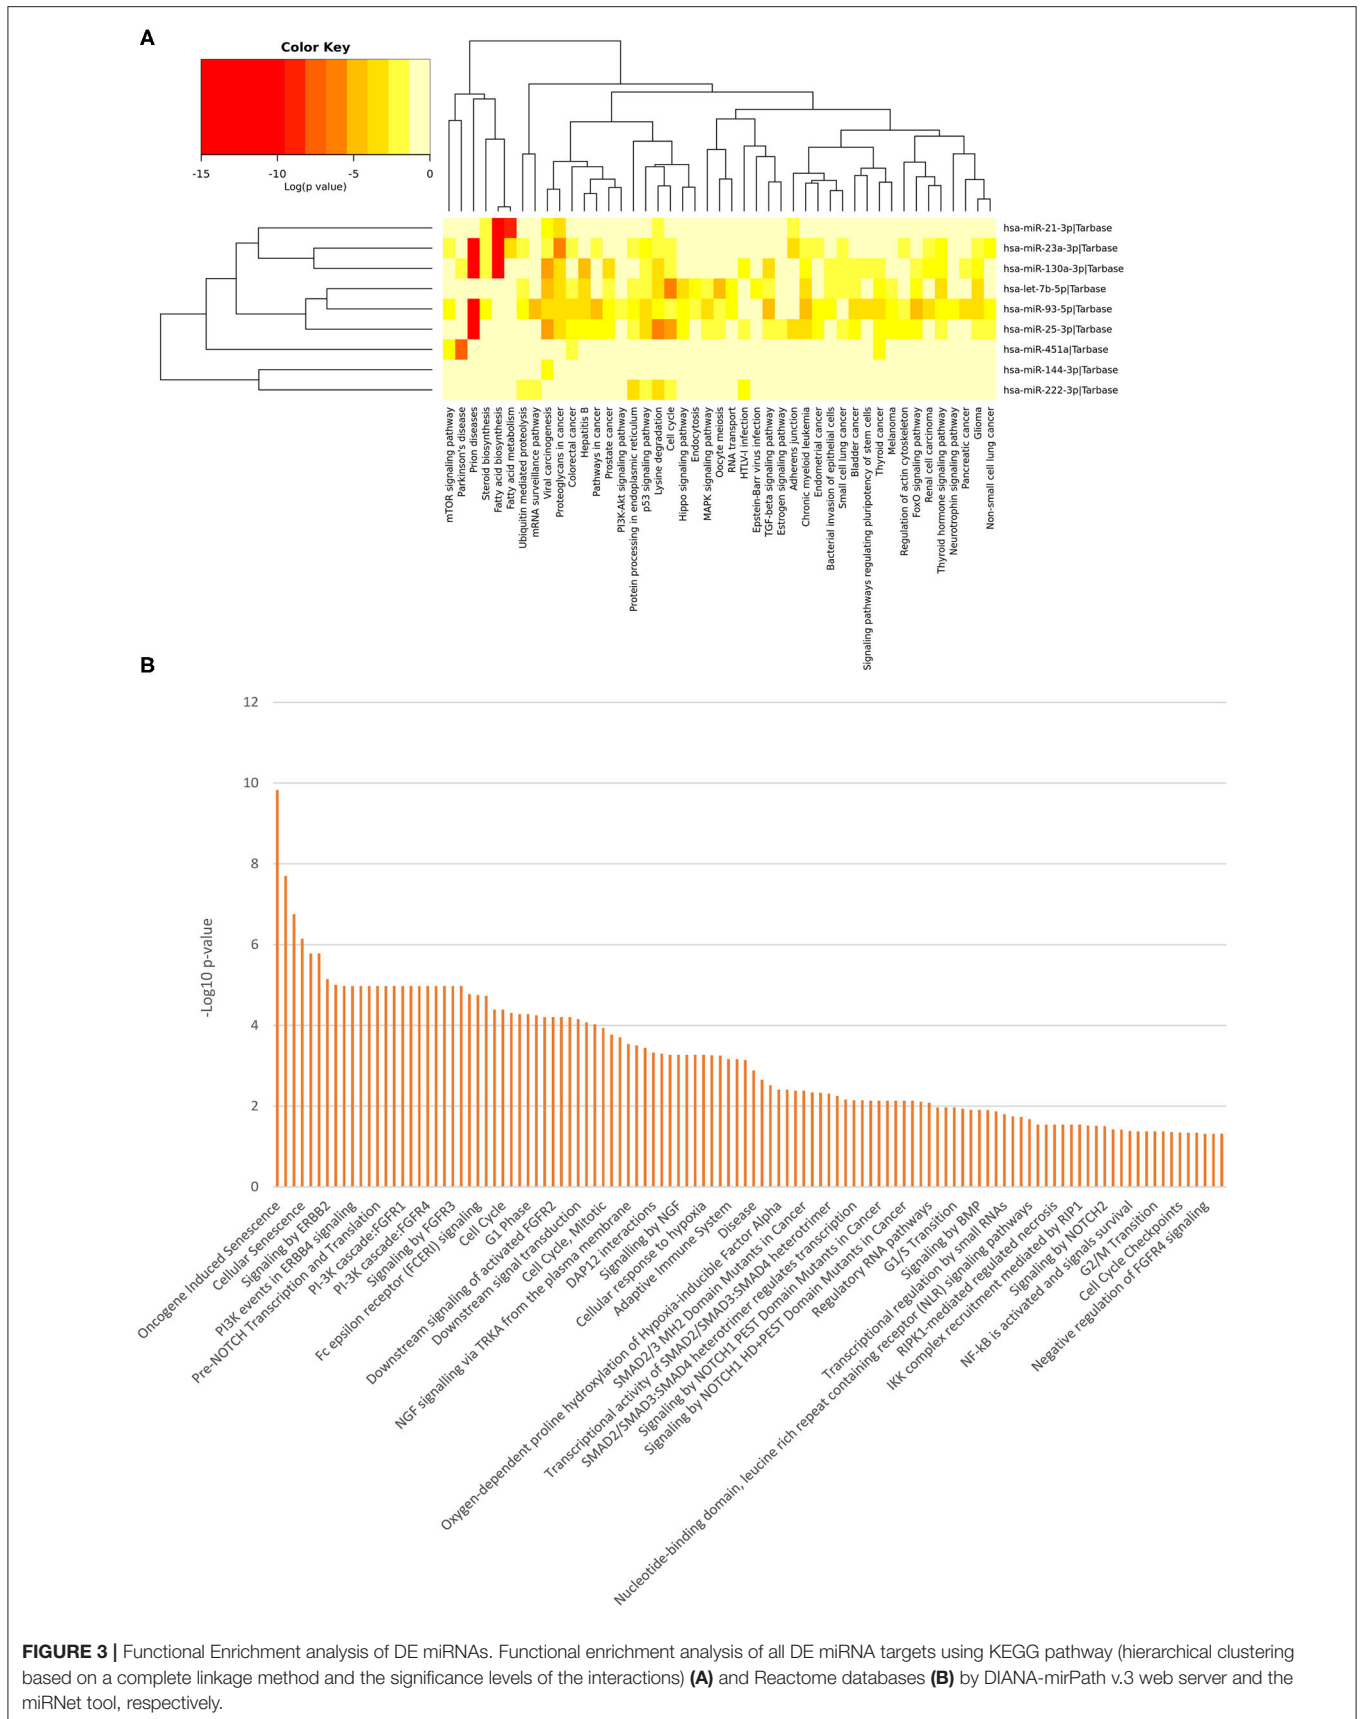 A
Color Key
-15
-10
-5
0
Log(p value)
hsa-miR-21-3p|Tarbase
hsa-miR-23a-3p|Tarbase
hsa-miR-130a-3p|Tarbase
hsa-let-7b-5p|Tarbase
hsa-miR-93-5p|Tarbase
hsa-miR-25-3p|Tarbase
hsa-miR-451a|Tarbase
hsa-miR-144-3p|Tarbase
hsa-miR-222-3p|Tarbase
mTOR signaling pathway
Parkinson's disease
Prion diseases
Steroid biosynthesis
Fatty acid biosynthesis
Fatty acid metabolism
Ubiquitin mediated proteolysis
mRNA surveillance pathway
Viral carcinogenesis
Proteoglycans in cancer
Colorectal cancer
Hepatitis B
Pathways in cancer
Prostate cancer
PI3K-Akt signaling pathway
Protein processing in endoplasmic reticulum
p53 signaling pathway
Lysine degradation
Cell cycle
Hippo signaling pathway
Endocytosis
MAPK signaling pathway
Oocyte meiosis
RNA transport
HTLV-I infection
Epstein-Barr virus infection
TGF-beta signaling pathway
Estrogen signaling pathway
Adherens junction
Chronic myeloid leukemia
Endometrial cancer
Bacterial invasion of epithelial cells
Small cell lung cancer
Bladder cancer
Signaling pathways regulating pluripotency of stem cells
Thyroid cancer
Melanoma
Regulation of actin cytoskeleton
FoxO signaling pathway
Renal cell carcinoma
Thyroid hormone signaling pathway
Neurotrophin signaling pathway
Pancreatic cancer
Glioma
Non-small cell lung cancer
B
12
10
8
6
4
2
0
-Log10 p-value
Oncogene Induced Senescence
Cellular Senescence
Signaling by ERBB2
PI3K events in ERBB4 signaling
Pre-NOTCH Transcription and Translation
PI-3K cascade:FGFR1
PI-3K cascade:FGFR4
Signaling by FGFR3
Fc epsilon receptor (FCERI) signaling
Cell Cycle
G1 Phase
Downstream signaling of activated FGFR2
Downstream signal transduction
Cell Cycle, Mitotic
NGF signalling via TRKA from the plasma membrane
DAP12 interactions
Signalling by NGF
Cellular response to hypoxia
Adaptive Immune System
Disease
Oxygen-dependent proline hydroxylation of Hypoxia-inducible Factor Alpha
SMAD2/3 MH2 Domain Mutants in Cancer
Transcriptional activity of SMAD2/SMAD3:SMAD4 heterotrimer
SMAD2/SMAD3:SMAD4 heterotrimer regulates transcription
Signaling by NOTCH1 PEST Domain Mutants in Cancer
Signaling by NOTCH1 HD+PEST Domain Mutants in Cancer
Regulatory RNA pathways
G1/S Transition
Signaling by BMP
Transcriptional regulation by small RNAs
Nucleotide-binding domain, leucine rich repeat containing receptor (NLR) signaling pathways
RIPK1-mediated regulated necrosis
IKK complex recruitment mediated by RIP1
Signaling by NOTCH2
NF-kB is activated and signals survival
G2/M Transition
Cell Cycle Checkpoints
Negative regulation of FGFR4 signaling
FIGURE 3 | Functional Enrichment analysis of DE miRNAs. Functional enrichment analysis of all DE miRNA targets using KEGG pathway (hierarchical clustering
based on a complete linkage method and the significance levels of the interactions) (A) and Reactome databases (B) by DIANA-mirPath v.3 web server and the
miRNet tool, respectively.